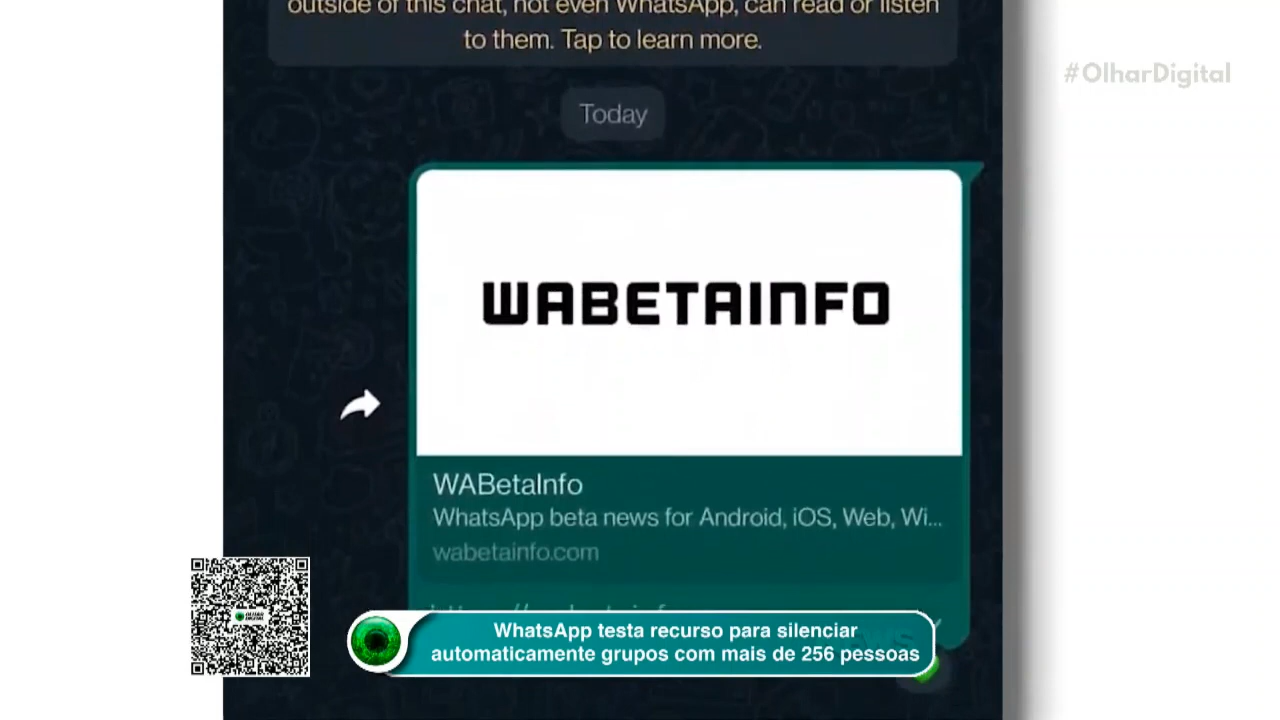 outside of this chat, not even WhatsApp, can read or listen
to them. Tap to learn more.
#OlharDigital
Today
WABETAINFO
WABetaInfo
WhatsApp beta news for Android, iOS, Web, Wi...
wabetainfo.com
OLHAR
DIGITAL
WhatsApp testa recurso para silenciar
automaticamente grupos com mais de 256 pessoas